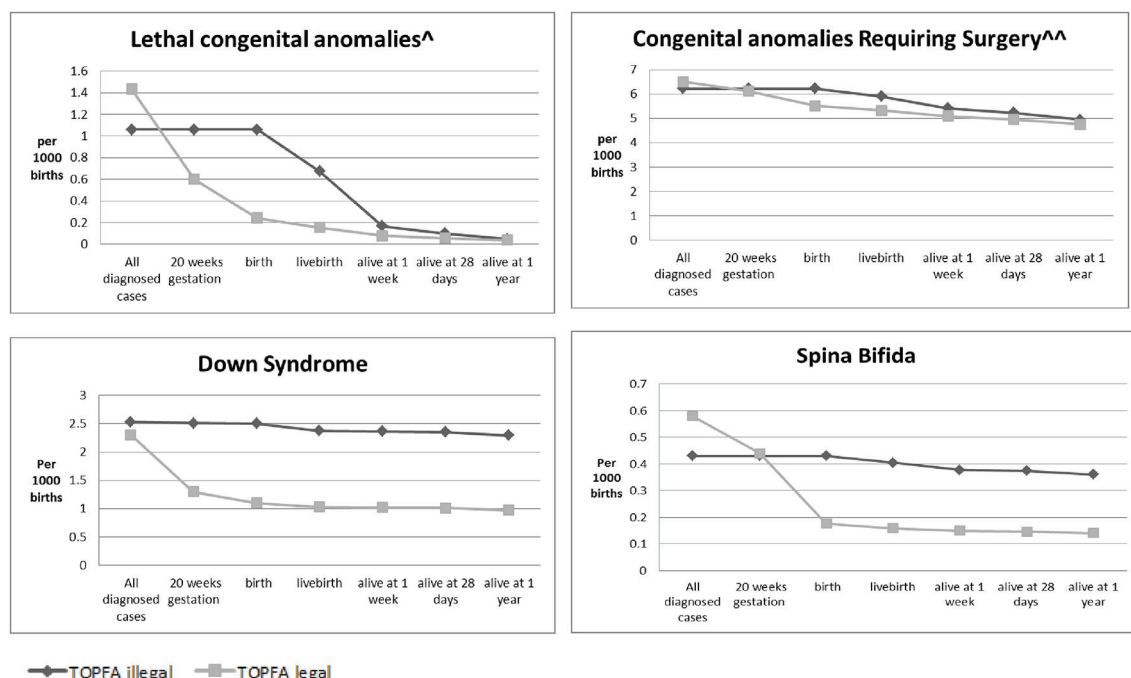 Lethal congenital anomalies^
per
1000
births
1.6
1.4
1.2
1
0.8
0.6
0.4
0.2
0
All diagnosed cases
20 weeks gestation
birth
livebirth
alive at 1 week
alive at 28 days
alive at 1 year
Congenital anomalies Requiring Surgery^^
per
1000
births
7
6
5
4
3
2
1
0
All diagnosed cases
20 weeks gestation
birth
livebirth
alive at 1 week
alive at 28 days
alive at 1 year
Down Syndrome
Per
1000
births
3
2.5
2
1.5
1
0.5
0
All diagnosed cases
20 weeks gestation
birth
livebirth
alive at 1 week
alive at 28 days
alive at 1 year
Spina Bifida
Per
1000
births
0.7
0.6
0.5
0.4
0.3
0.2
0.1
0
All diagnosed cases
20 weeks gestation
birth
livebirth
alive at 1 week
alive at 28 days
alive at 1 year
TOPFA illegal
TOPFA legal